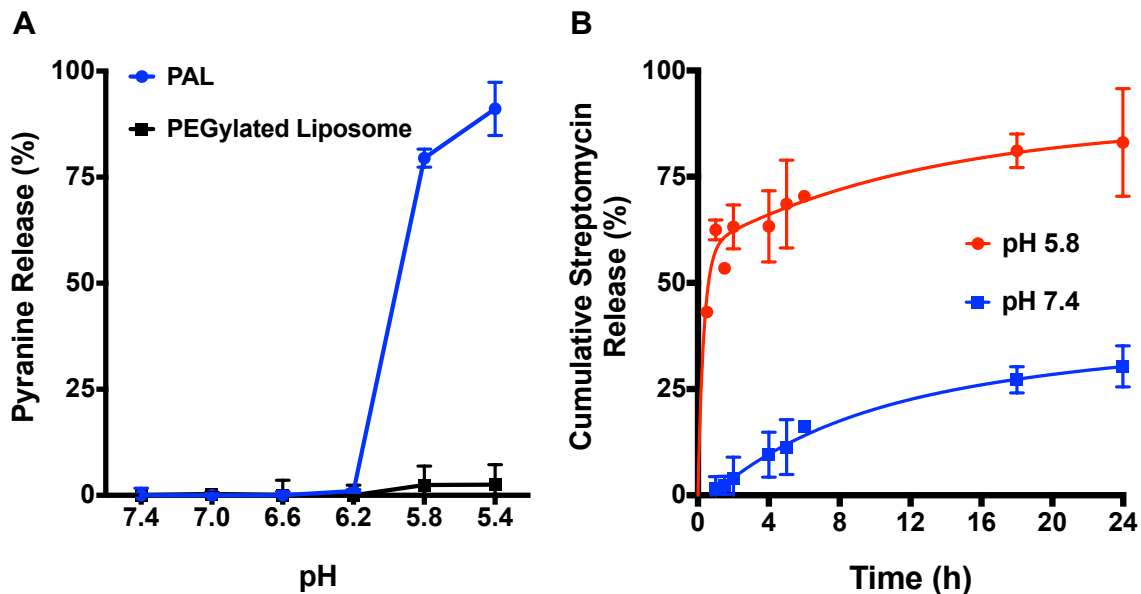 A
Pyranine Release (%)
100
75
50
25
0
PAL
PEGylated Liposome
7.4 7.0 6.6 6.2 5.8 5.4
pH
B
Cumulative Streptomycin
Release (%)
100
75
50
25
0
pH 5.8
pH 7.4
0 4 8 12 16 20 24
Time (h)